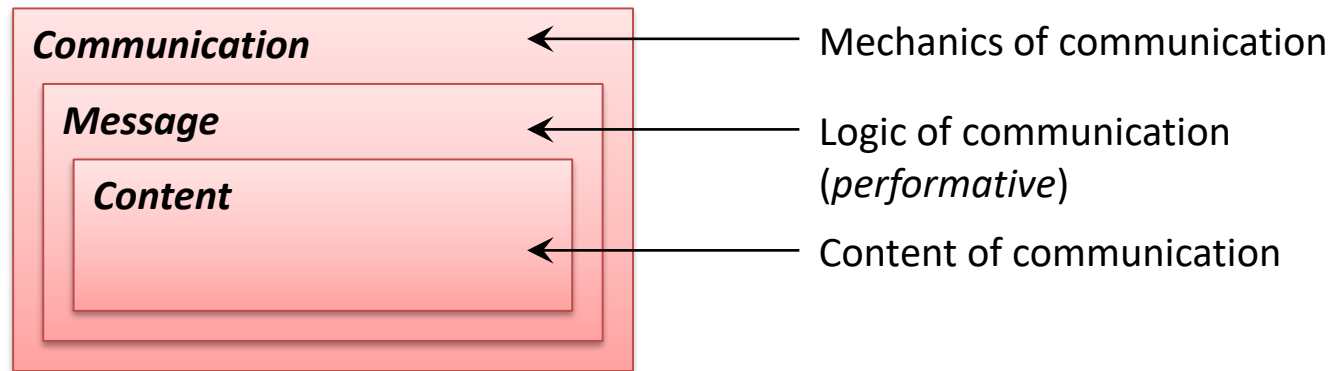 Communication
Mechanics of communication
Message
Logic of communication
(performative)
Content
Content of communication